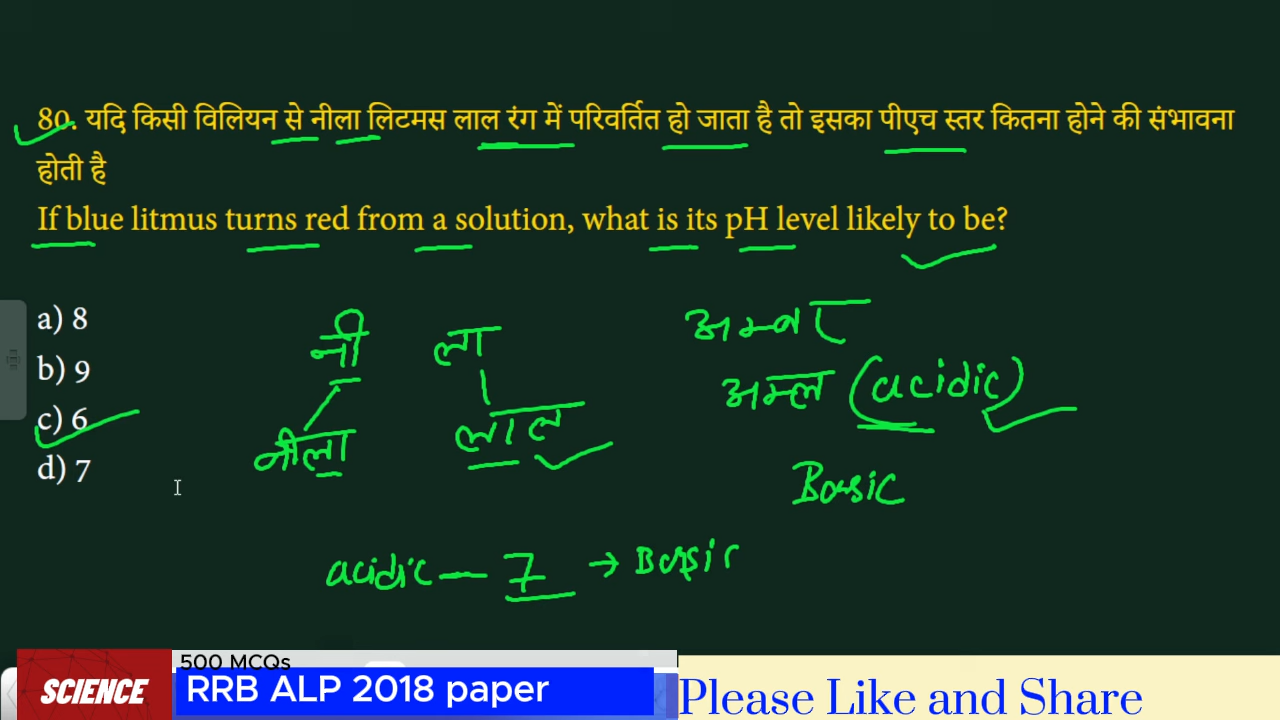 80. यदि किसी विलियन से नीला लिटमस लाल रंग में परिवर्तित हो जाता है तो इसका पीएच स्तर कितना होने की संभावना
होती है
If blue litmus turns red from a solution, what is its pH level likely to be?
a) 8
b) 9
c) 6
d) 7
नी ला
नीला लाल
अम्ल (acidic)
Basic
acidic — 7 → Basic
500 MCQs
SCIENCE
RRB ALP 2018 paper
Please Like and Share